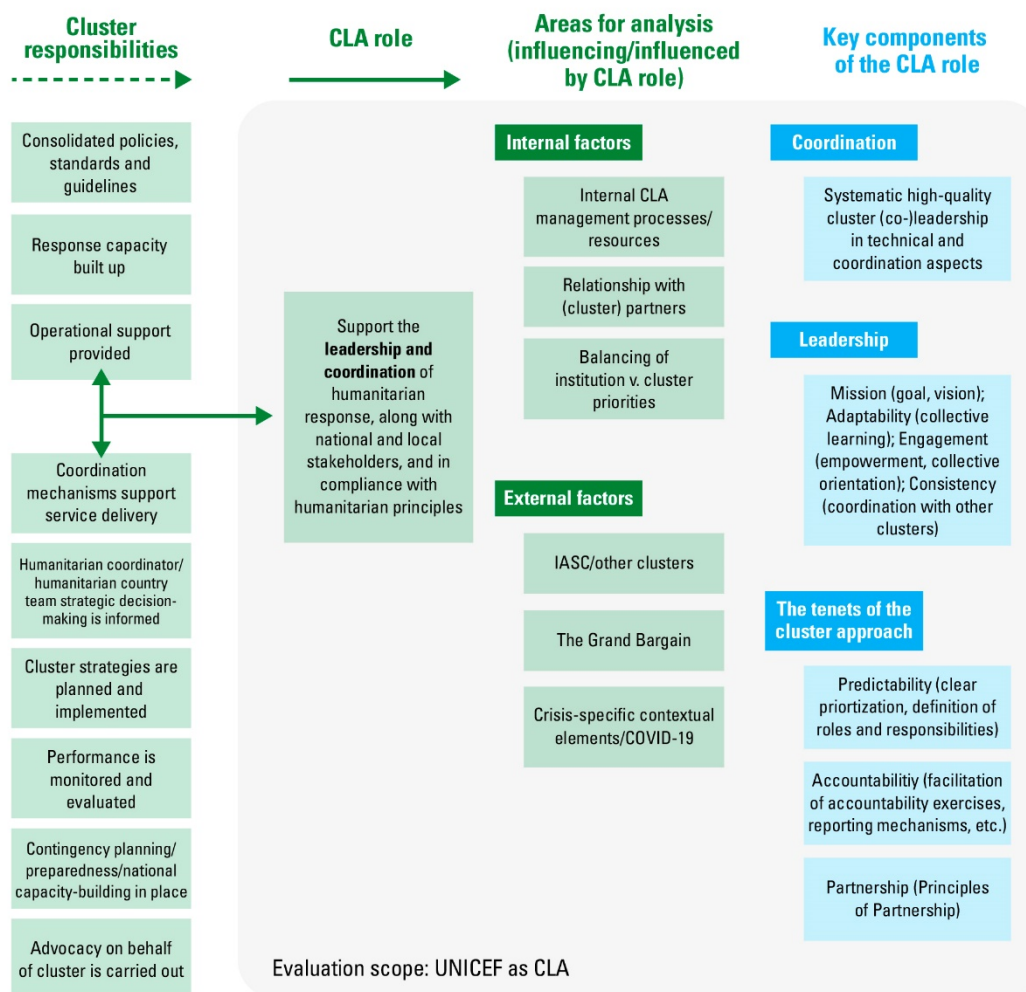 Cluster
responsibilities
Consolidated policies,
standards and
guidelines
Response capacity
built up
Operational support
provided
Coordination
mechanisms support
service delivery
Humanitarian coordinator/
humanitarian country
team strategic decision-
making is informed
Cluster strategies are
planned and
implemented
Performance is
monitored and
evaluated
Contingency planning/
preparedness/national
capacity-building in place
Advocacy on behalf
of cluster is carried out
CLA role
Support the
leadership and
coordination of
humanitarian
response, along with
national and local
stakeholders, and in
compliance with
humanitarian principles
Areas for analysis
(influencing/influenced
by CLA role)
Internal factors
Internal CLA
management processes/
resources
Relationship with
(cluster) partners
Balancing of
institution v. cluster
priorities
External factors
IASC/other clusters
The Grand Bargain
Crisis-specific contextual
elements/COVID-19
Key components
of the CLA role
Coordination
Systematic high-quality
cluster (co-)leadership
in technical and
coordination aspects
Leadership
Mission (goal, vision);
Adaptability (collective
learning); Engagement
(empowerment, collective
orientation); Consistency
(coordination with other
clusters)
The tenets of the
cluster approach
Predictability (clear
priortization, definition of
roles and responsibilities)
Accountabilitiy (facilitation
of accountability exercises,
reporting mechanisms, etc.)
Partnership (Principles
of Partnership)
Evaluation scope: UNICEF as CLA